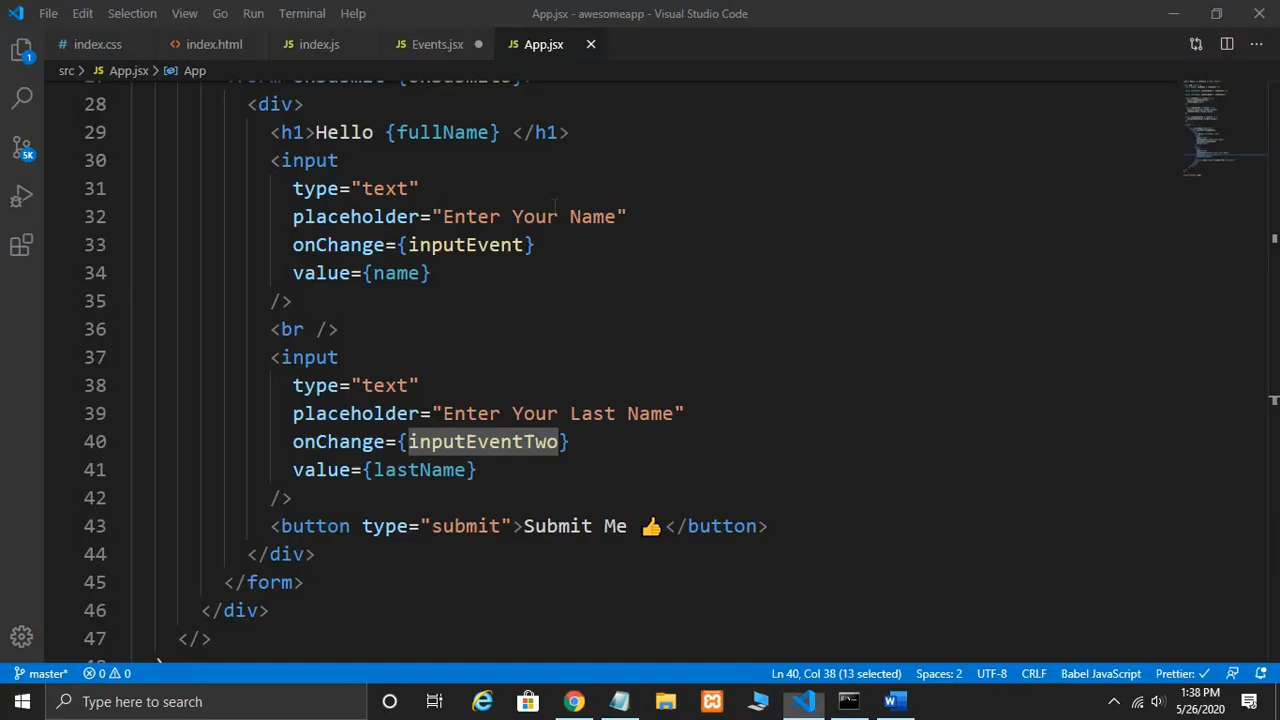 File Edit Selection View Go Run Terminal Help App.jsx - awesomeapp - Visual Studio Code
index.css index.html index.js Events.jsx App.jsx
src > App.jsx > App
28 <div>
29 <h1>Hello {fullName} </h1>
30 <input
31 type="text"
32 placeholder="Enter Your Name"
33 onChange={inputEvent}
34 value={name}
35 />
36 <br />
37 <input
38 type="text"
39 placeholder="Enter Your Last Name"
40 onChange={inputEventTwo}
41 value={lastName}
42 />
43 <button type="submit">Submit Me 👍</button>
44 </div>
45 </form>
46 </div>
47 </>
1
5K
master* 0 0 Ln 40, Col 38 (13 selected) Spaces: 2 UTF-8 CRLF Babel JavaScript Prettier: ✓
Type here to search
1:38 PM
5/26/2020